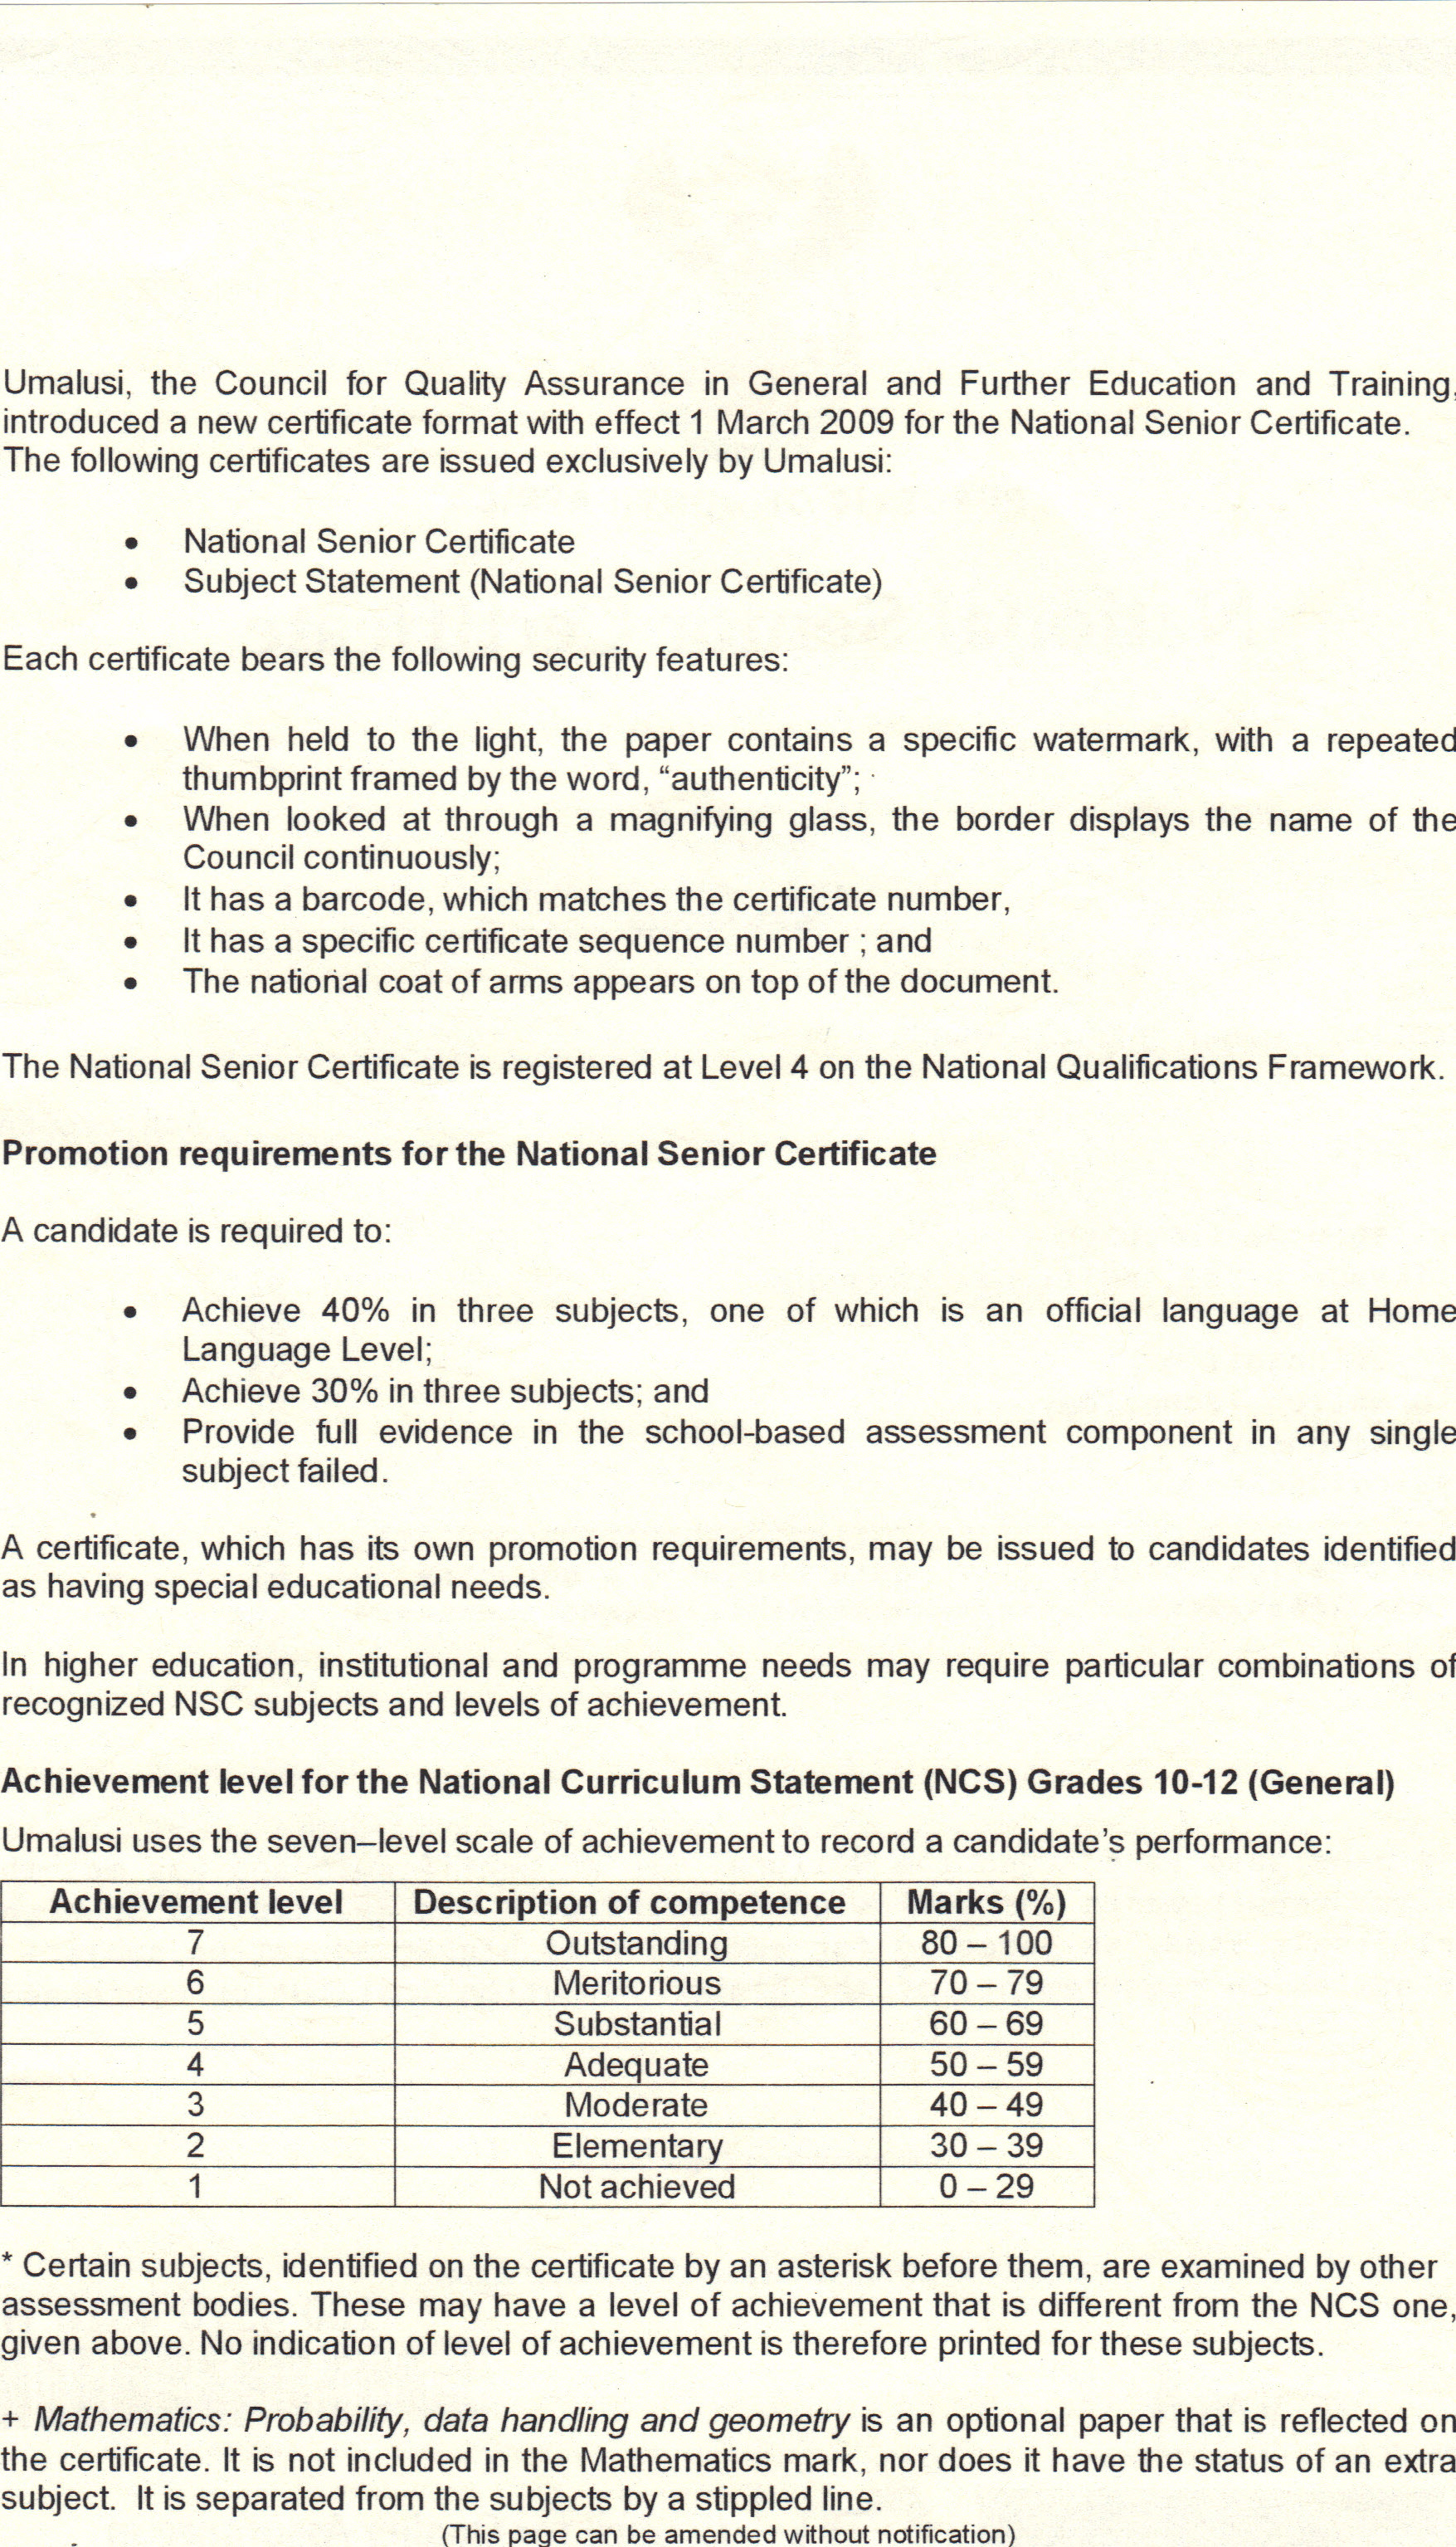 Umalusi, the Council for Quality Assurance in General and Further Education and Training,
introduced a new certificate format with effect 1 March 2009 for the National Senior Certificate.
The following certificates are issued exclusively by Umalusi:
• National Senior Certificate
• Subject Statement (National Senior Certificate)
Each certificate bears the following security features:
• When held to the light, the paper contains a specific watermark, with a repeated
thumbprint framed by the word, “authenticity”;
• When looked at through a magnifying glass, the border displays the name of the
Council continuously;
• It has a barcode, which matches the certificate number,
• It has a specific certificate sequence number ; and
• The national coat of arms appears on top of the document.
The National Senior Certificate is registered at Level 4 on the National Qualifications Framework.
Promotion requirements for the National Senior Certificate
A candidate is required to:
• Achieve 40% in three subjects, one of which is an official language at Home
Language Level;
• Achieve 30% in three subjects; and
• Provide full evidence in the school-based assessment component in any single
subject failed.
A certificate, which has its own promotion requirements, may be issued to candidates identified
as having special educational needs.
In higher education, institutional and programme needs may require particular combinations of
recognized NSC subjects and levels of achievement.
Achievement level for the National Curriculum Statement (NCS) Grades 10-12 (General)
Umalusi uses the seven–level scale of achievement to record a candidate’s performance:
Achievement level Description of competence Marks (%)
7 Outstanding 80 – 100
6 Meritorious 70 – 79
5 Substantial 60 – 69
4 Adequate 50 – 59
3 Moderate 40 – 49
2 Elementary 30 – 39
1 Not achieved 0 – 29
* Certain subjects, identified on the certificate by an asterisk before them, are examined by other
assessment bodies. These may have a level of achievement that is different from the NCS one,
given above. No indication of level of achievement is therefore printed for these subjects.
+ Mathematics: Probability, data handling and geometry is an optional paper that is reflected on
the certificate. It is not included in the Mathematics mark, nor does it have the status of an extra
subject. It is separated from the subjects by a stippled line.
(This page can be amended without notification)